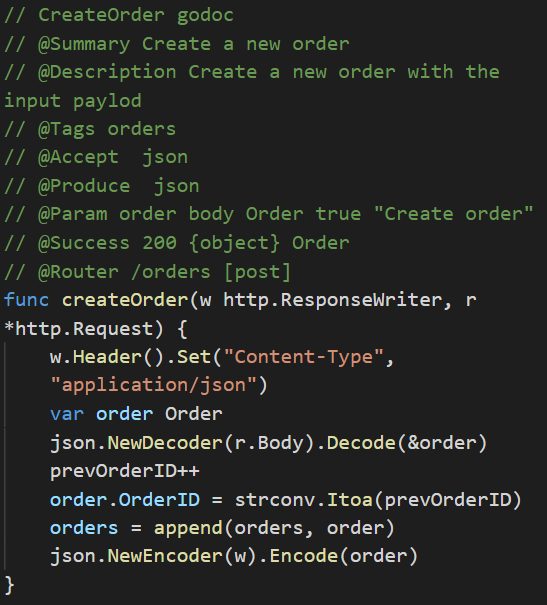 // CreateOrder godoc
// @Summary Create a new order
// @Description Create a new order with the
input paylod
// @Tags orders
// @Accept  json
// @Produce  json
// @Param order body Order true "Create order"
// @Success 200 {object} Order
// @Router /orders [post]
func createOrder(w http.ResponseWriter, r
*http.Request) {
    w.Header().Set("Content-Type",
    "application/json")
    var order Order
    json.NewDecoder(r.Body).Decode(&order)
    prevOrderID++
    order.OrderID = strconv.Itoa(prevOrderID)
    orders = append(orders, order)
    json.NewEncoder(w).Encode(order)
}